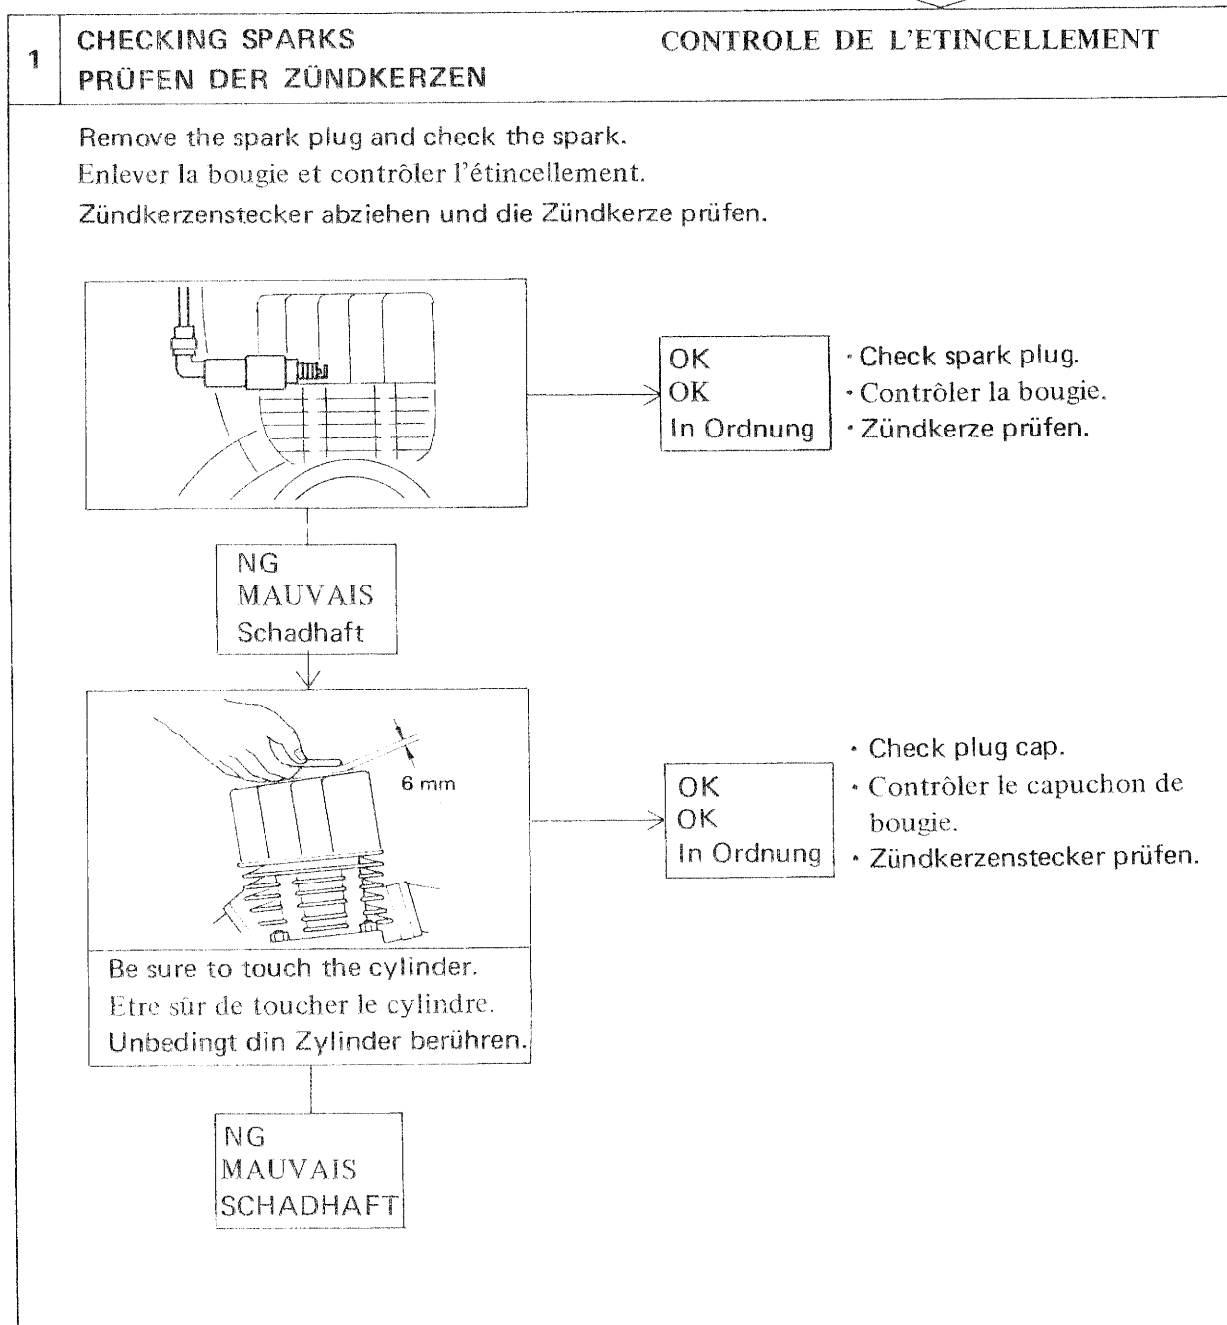 1
CHECKING SPARKS
PRÜFEN DER ZÜNDKERZEN
CONTROLE DE L'ETINCELLEMENT
Remove the spark plug and check the spark.
Enlever la bougie et contrôler l'étincellement.
Zündkerzenstecker abziehen und die Zündkerze prüfen.
OK
OK
In Ordnung
· Check spark plug.
· Contrôler la bougie.
· Zündkerze prüfen.
NG
MAUVAIS
Schadhaft
6 mm
OK
OK
In Ordnung
· Check plug cap.
· Contrôler le capuchon de
bougie.
· Zündkerzenstecker prüfen.
Be sure to touch the cylinder.
Etre sûr de toucher le cylindre.
Unbedingt din Zylinder berühren.
NG
MAUVAIS
SCHADHAFT